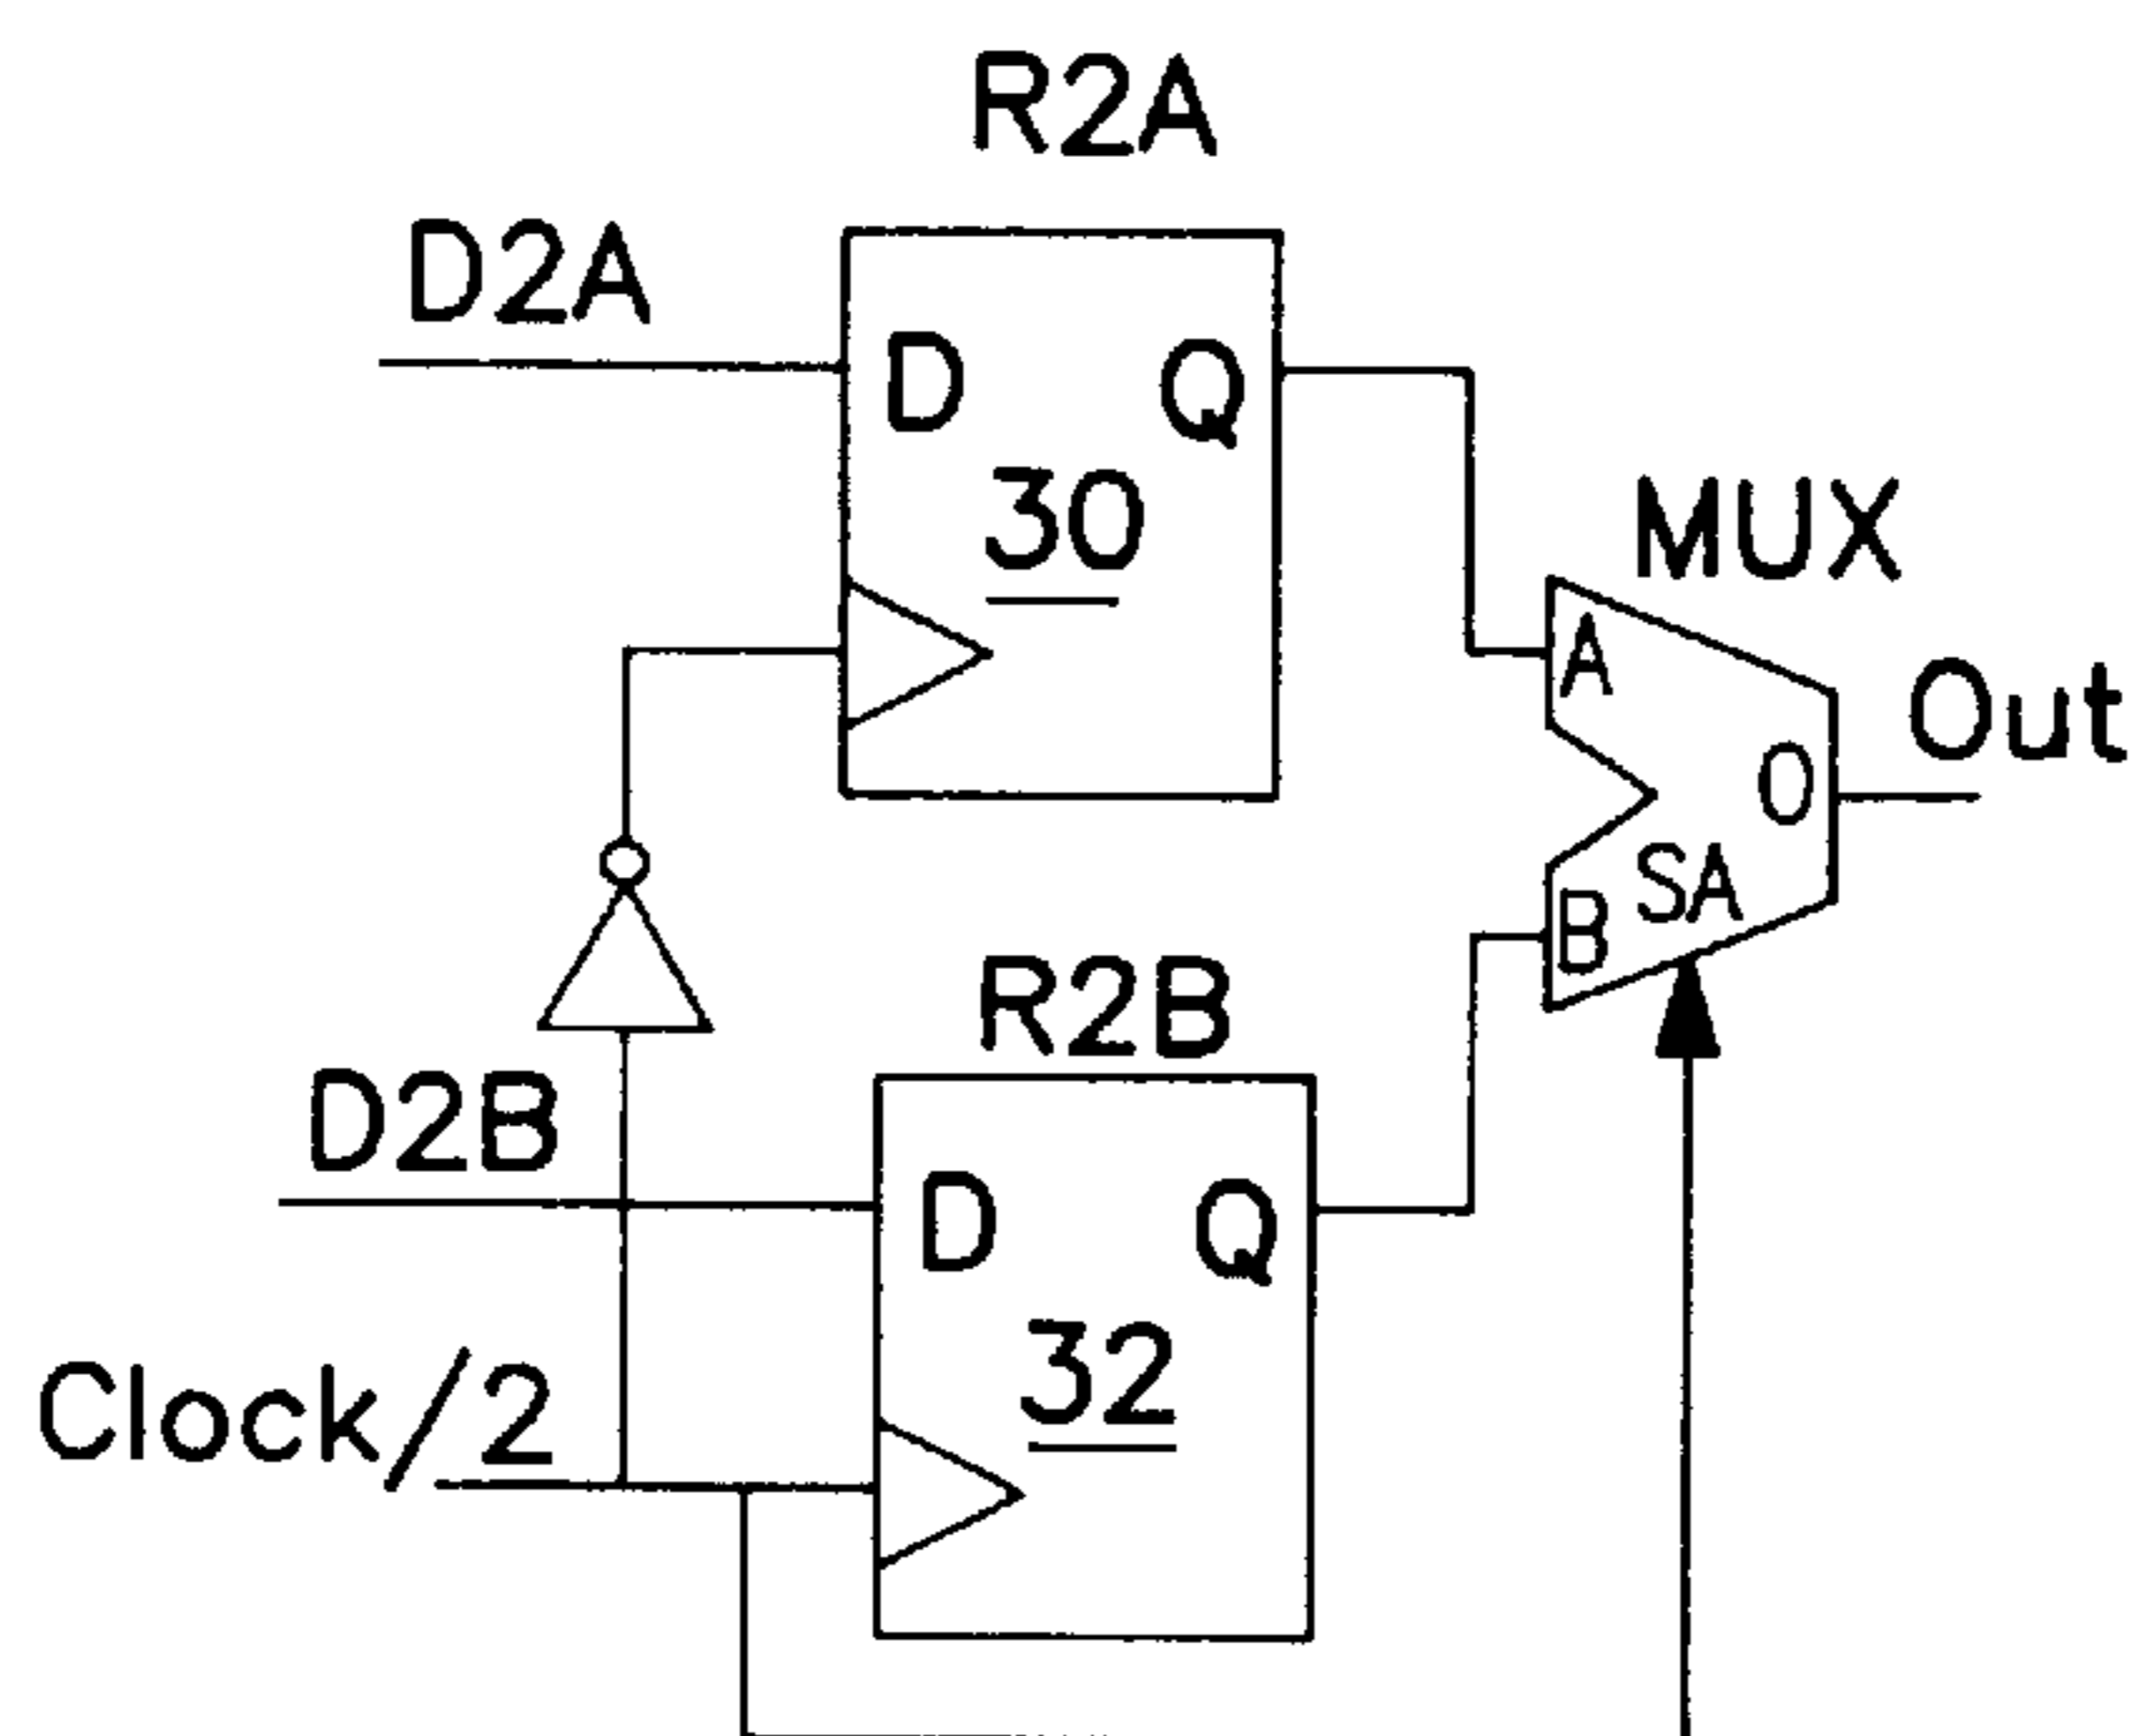 R2A
D2A
D Q
30
MUX
A
Out
O
SA
B
R2B
D2B
D Q
32
Clock/2